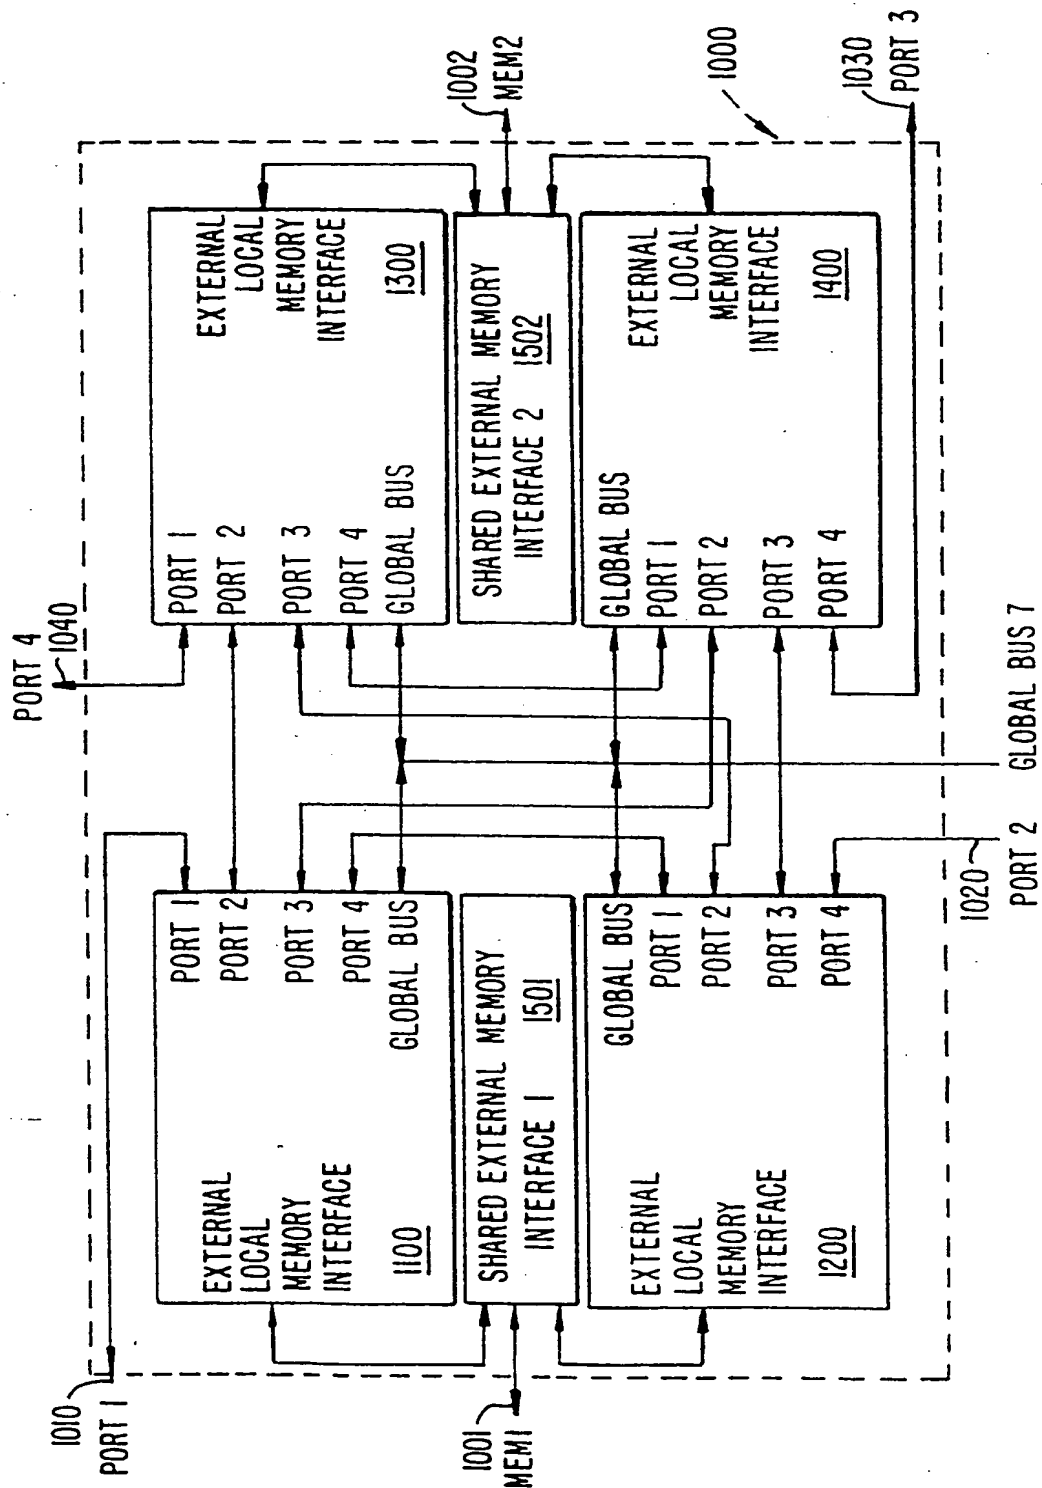 1010
PORT 1
PORT 4
1040
1030
PORT 3
1000
1002
MEM2
1001
MEM1
1020
PORT 2
GLOBAL BUS 7
EXTERNAL
LOCAL
MEMORY
INTERFACE
1100
PORT 1
PORT 2
PORT 3
PORT 4
GLOBAL BUS
PORT 1
PORT 2
PORT 3
PORT 4
GLOBAL BUS
EXTERNAL
LOCAL
MEMORY
INTERFACE
1300
SHARED EXTERNAL MEMORY
INTERFACE 1
1501
SHARED EXTERNAL MEMORY
INTERFACE 2
1502
EXTERNAL
LOCAL
MEMORY
INTERFACE
1200
GLOBAL BUS
PORT 1
PORT 2
PORT 3
PORT 4
GLOBAL BUS
PORT 1
PORT 2
PORT 3
PORT 4
EXTERNAL
LOCAL
MEMORY
INTERFACE
1400